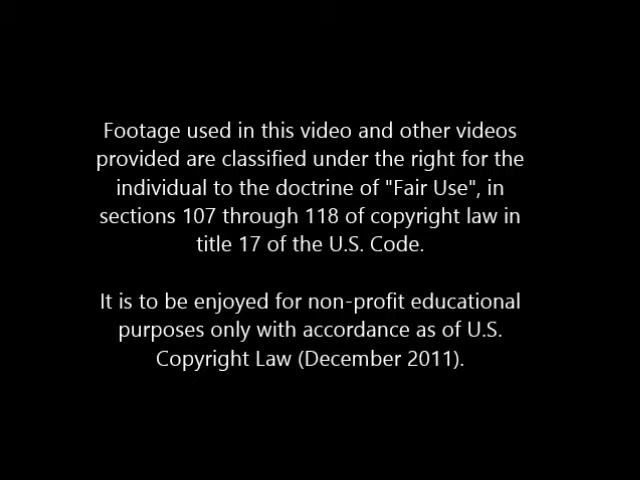 Footage used in this video and other videos
provided are classified under the right for the
individual to the doctrine of "Fair Use", in
sections 107 through 118 of copyright law in
title 17 of the U.S. Code.
It is to be enjoyed for non-profit educational
purposes only with accordance as of U.S.
Copyright Law (December 2011).